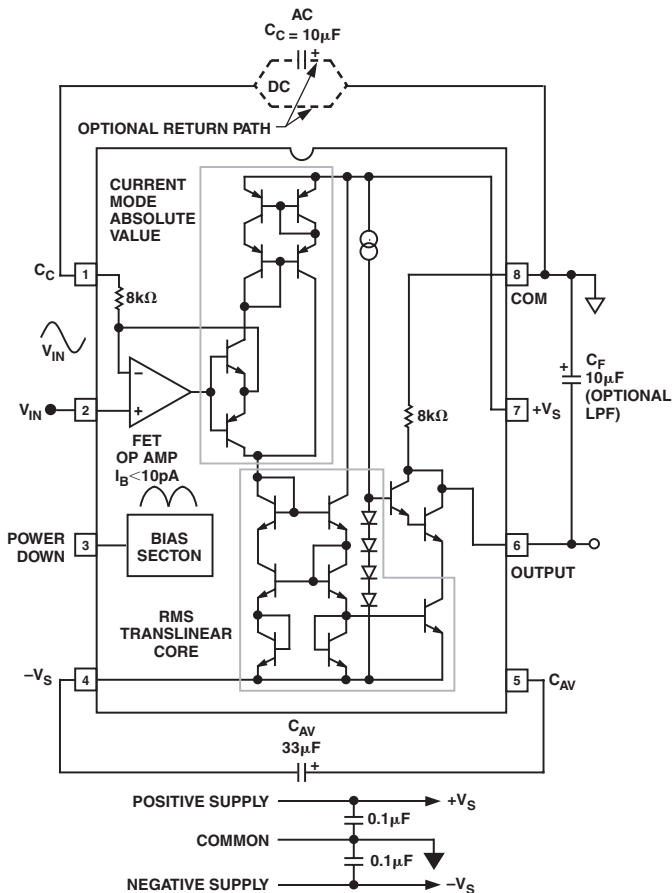 AC
C_C = 10µF
+
DC
OPTIONAL RETURN PATH
CURRENT
MODE
ABSOLUTE
VALUE
C_C
1
8
8kΩ
COM
V_IN
C_F
+
10µF
(OPTIONAL
LPF)
8kΩ
−
+
V_IN
2
7
+V_S
FET
OP AMP
I_B<10pA
POWER
DOWN
3
BIAS
SECTON
6
OUTPUT
RMS
TRANSLINEAR
CORE
−V_S
4
5
C_AV
C_AV
33µF
+
POSITIVE SUPPLY
+V_S
0.1µF
COMMON
0.1µF
NEGATIVE SUPPLY
−V_S